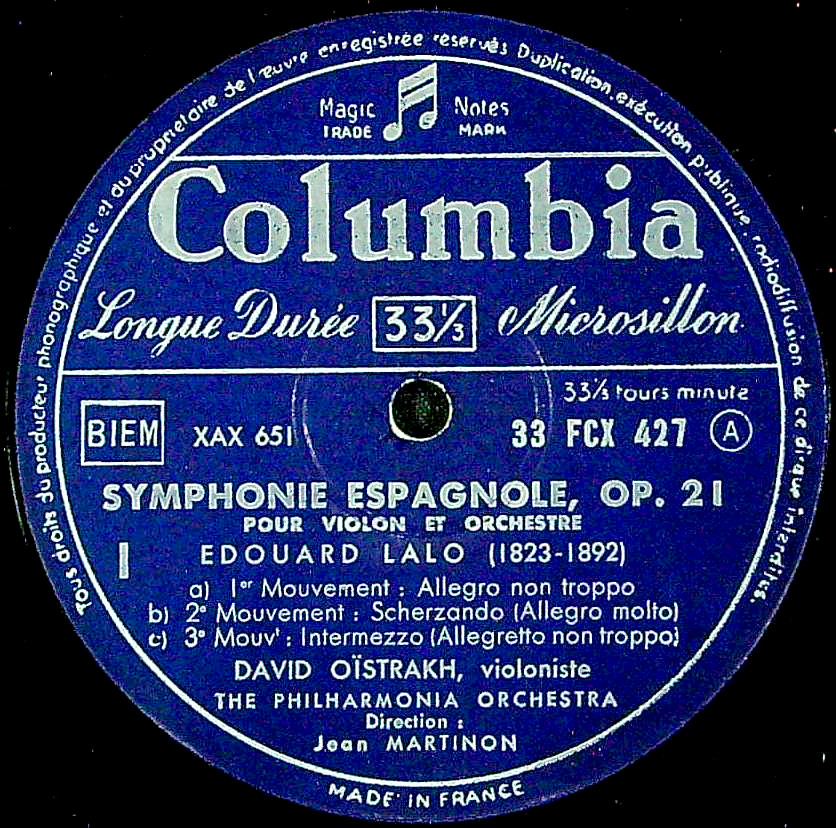 Tous droits du producteur phonographique et du propriétaire de l'œuvre enregistrée réservés Duplication, exécution publique, radiodiffusion de ce disque interdites.
Magic Notes
TRADE MARK
Columbia
Longue Durée 33⅓ Microsillon
33⅓ tours minute
BIEM XAX 651 33 FCX 427 A
SYMPHONIE ESPAGNOLE, OP. 21
POUR VIOLON ET ORCHESTRE
I EDOUARD LALO (1823-1892)
a) 1er Mouvement : Allegro non troppo
b) 2e Mouvement : Scherzando (Allegro molto)
c) 3e Mouvt : Intermezzo (Allegretto non troppo)
DAVID OÏSTRAKH, violoniste
THE PHILHARMONIA ORCHESTRA
Direction :
Jean MARTINON
MADE IN FRANCE